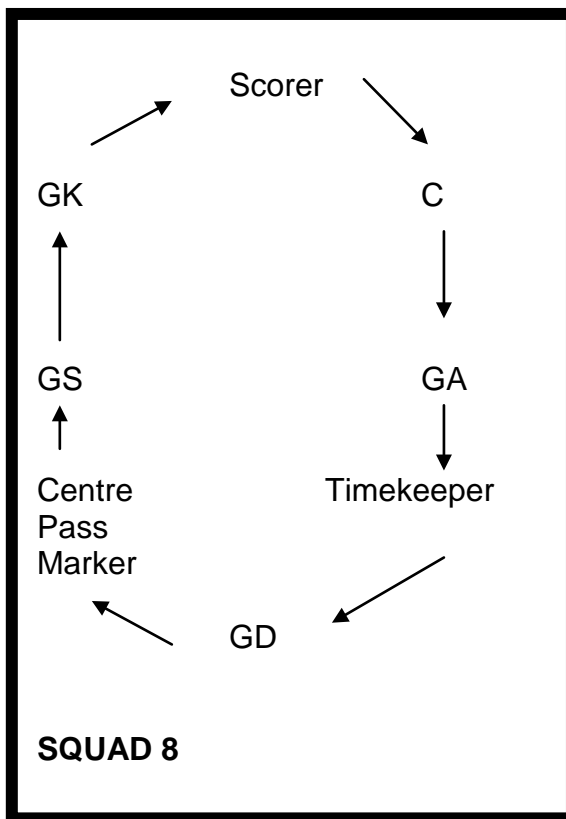 Scorer
GK
C
GS
GA
Centre
Pass
Marker
Timekeeper
GD
SQUAD 8